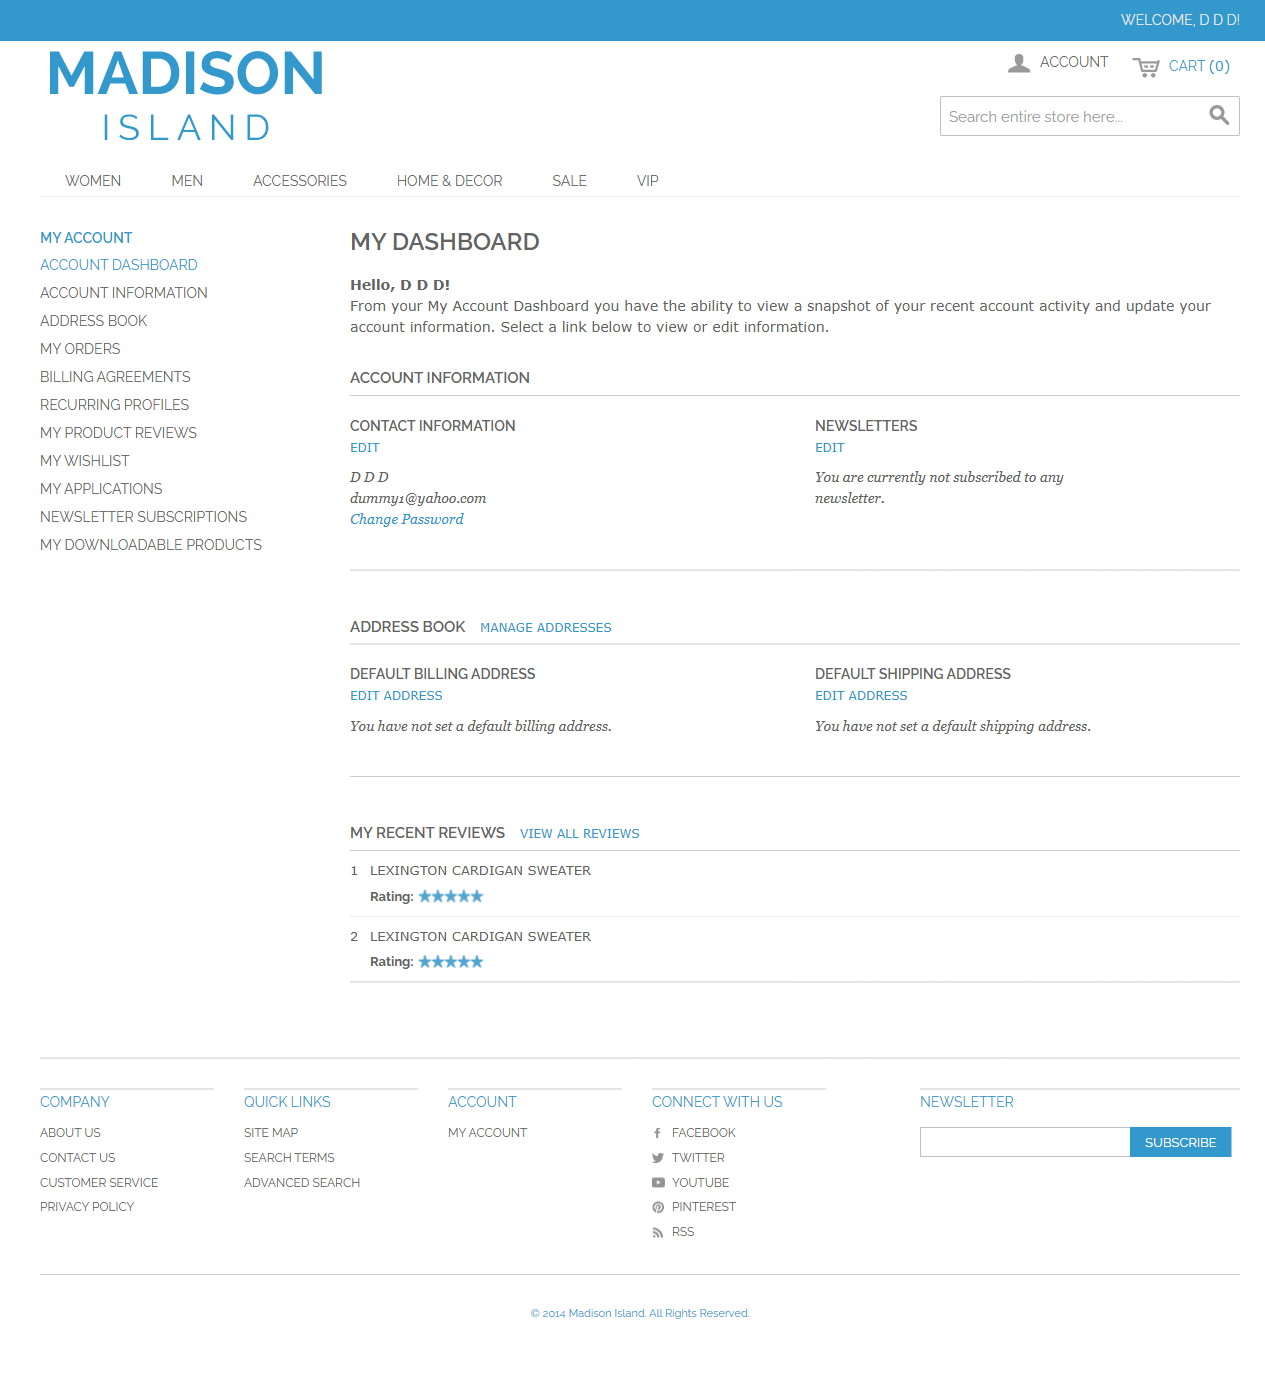 WELCOME, D D D!
MADISON
ISLAND
ACCOUNT
CART (0)
Search entire store here...
WOMEN MEN ACCESSORIES HOME & DECOR SALE VIP
MY ACCOUNT
ACCOUNT DASHBOARD
ACCOUNT INFORMATION
ADDRESS BOOK
MY ORDERS
BILLING AGREEMENTS
RECURRING PROFILES
MY PRODUCT REVIEWS
MY WISHLIST
MY APPLICATIONS
NEWSLETTER SUBSCRIPTIONS
MY DOWNLOADABLE PRODUCTS
MY DASHBOARD
Hello, D D D!
From your My Account Dashboard you have the ability to view a snapshot of your recent account activity and update your
account information. Select a link below to view or edit information.
ACCOUNT INFORMATION
CONTACT INFORMATION
EDIT
D D D
dummy1@yahoo.com
Change Password
NEWSLETTERS
EDIT
You are currently not subscribed to any
newsletter.
ADDRESS BOOK MANAGE ADDRESSES
DEFAULT BILLING ADDRESS
EDIT ADDRESS
You have not set a default billing address.
DEFAULT SHIPPING ADDRESS
EDIT ADDRESS
You have not set a default shipping address.
MY RECENT REVIEWS VIEW ALL REVIEWS
1 LEXINGTON CARDIGAN SWEATER
Rating:
2 LEXINGTON CARDIGAN SWEATER
Rating:
COMPANY
ABOUT US
CONTACT US
CUSTOMER SERVICE
PRIVACY POLICY
QUICK LINKS
SITE MAP
SEARCH TERMS
ADVANCED SEARCH
ACCOUNT
MY ACCOUNT
CONNECT WITH US
FACEBOOK
TWITTER
YOUTUBE
PINTEREST
RSS
NEWSLETTER
SUBSCRIBE
© 2014 Madison Island. All Rights Reserved.